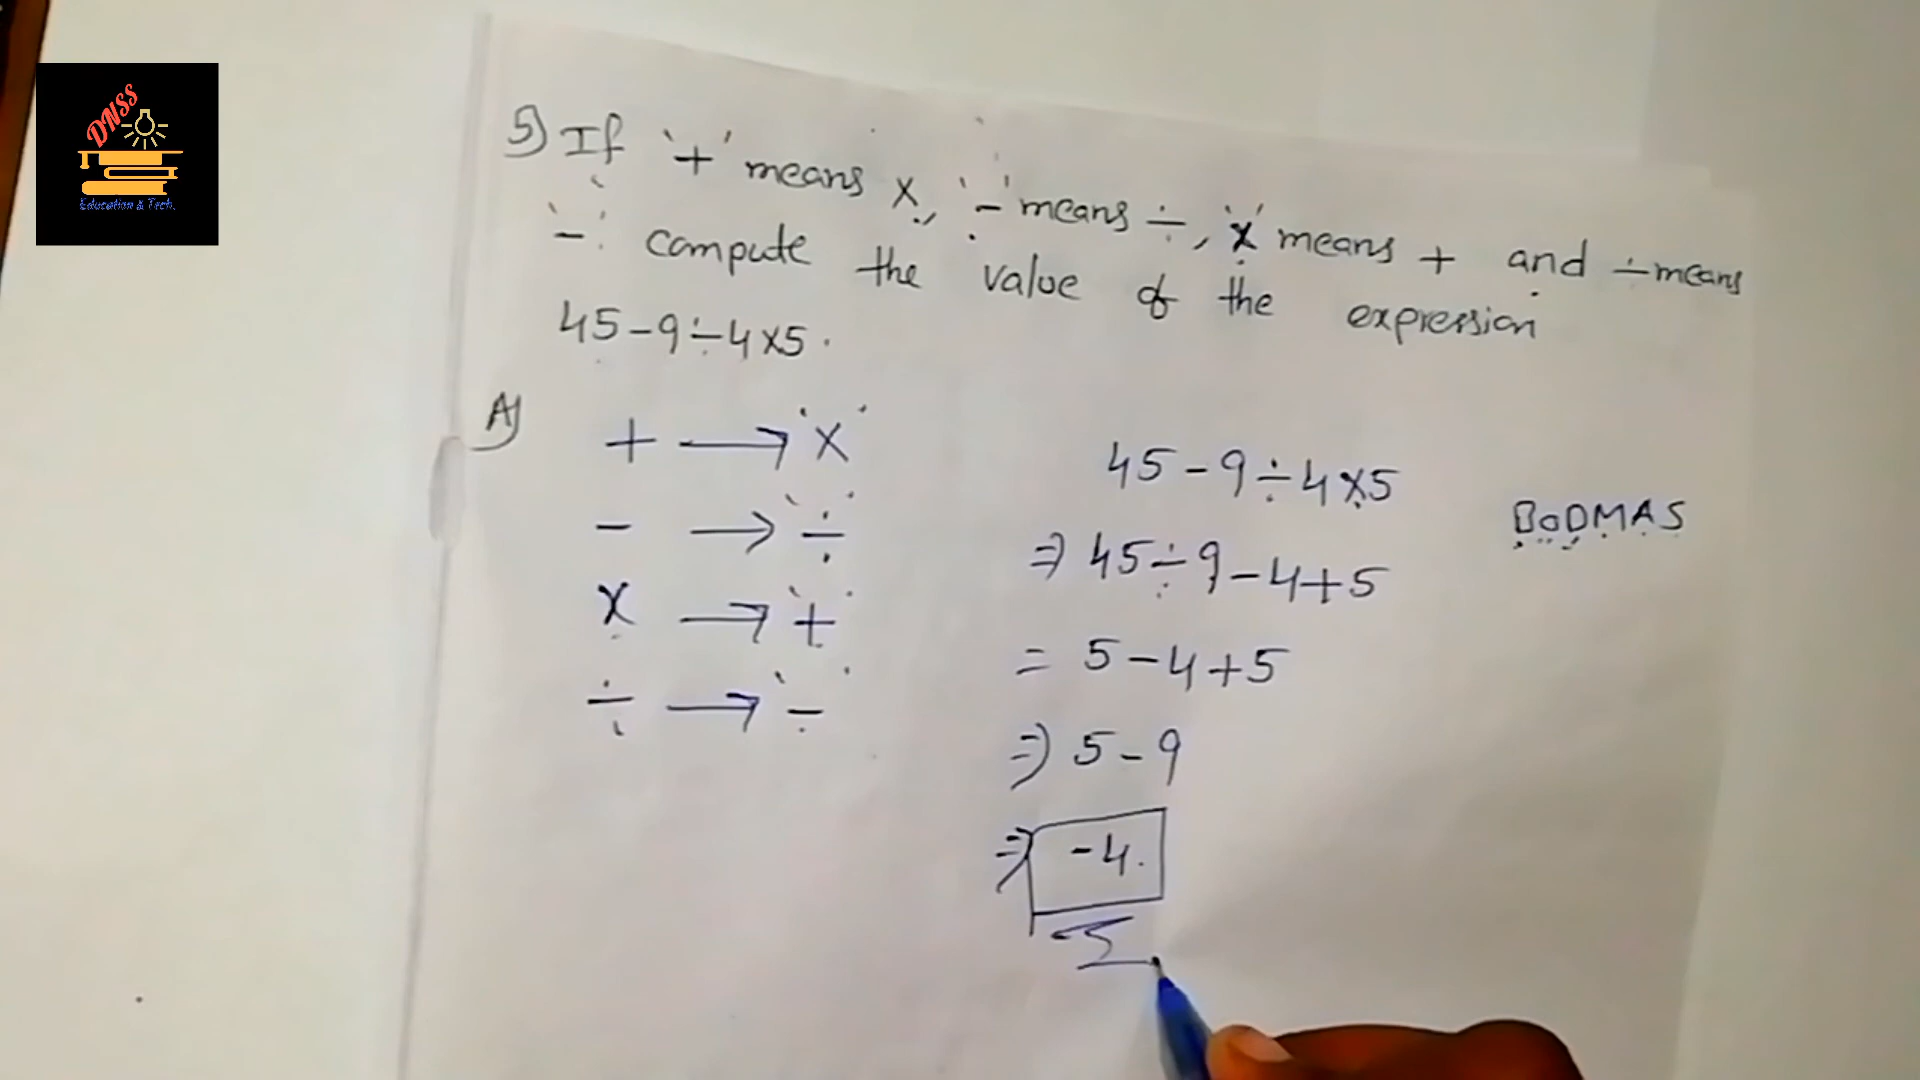 DNSS
Education & Tech.
5) If '+' means x, '-' means ÷, 'x' means + and ÷ means
'-' compute the value of the expression
45-9÷4x5.
A)
+ → 'x'
- → '÷'
x → '+'
÷ → '-'
45-9÷4x5
⇒ 45÷9-4+5
= 5-4+5
⇒ 5-9
⇒ -4.
BODMAS